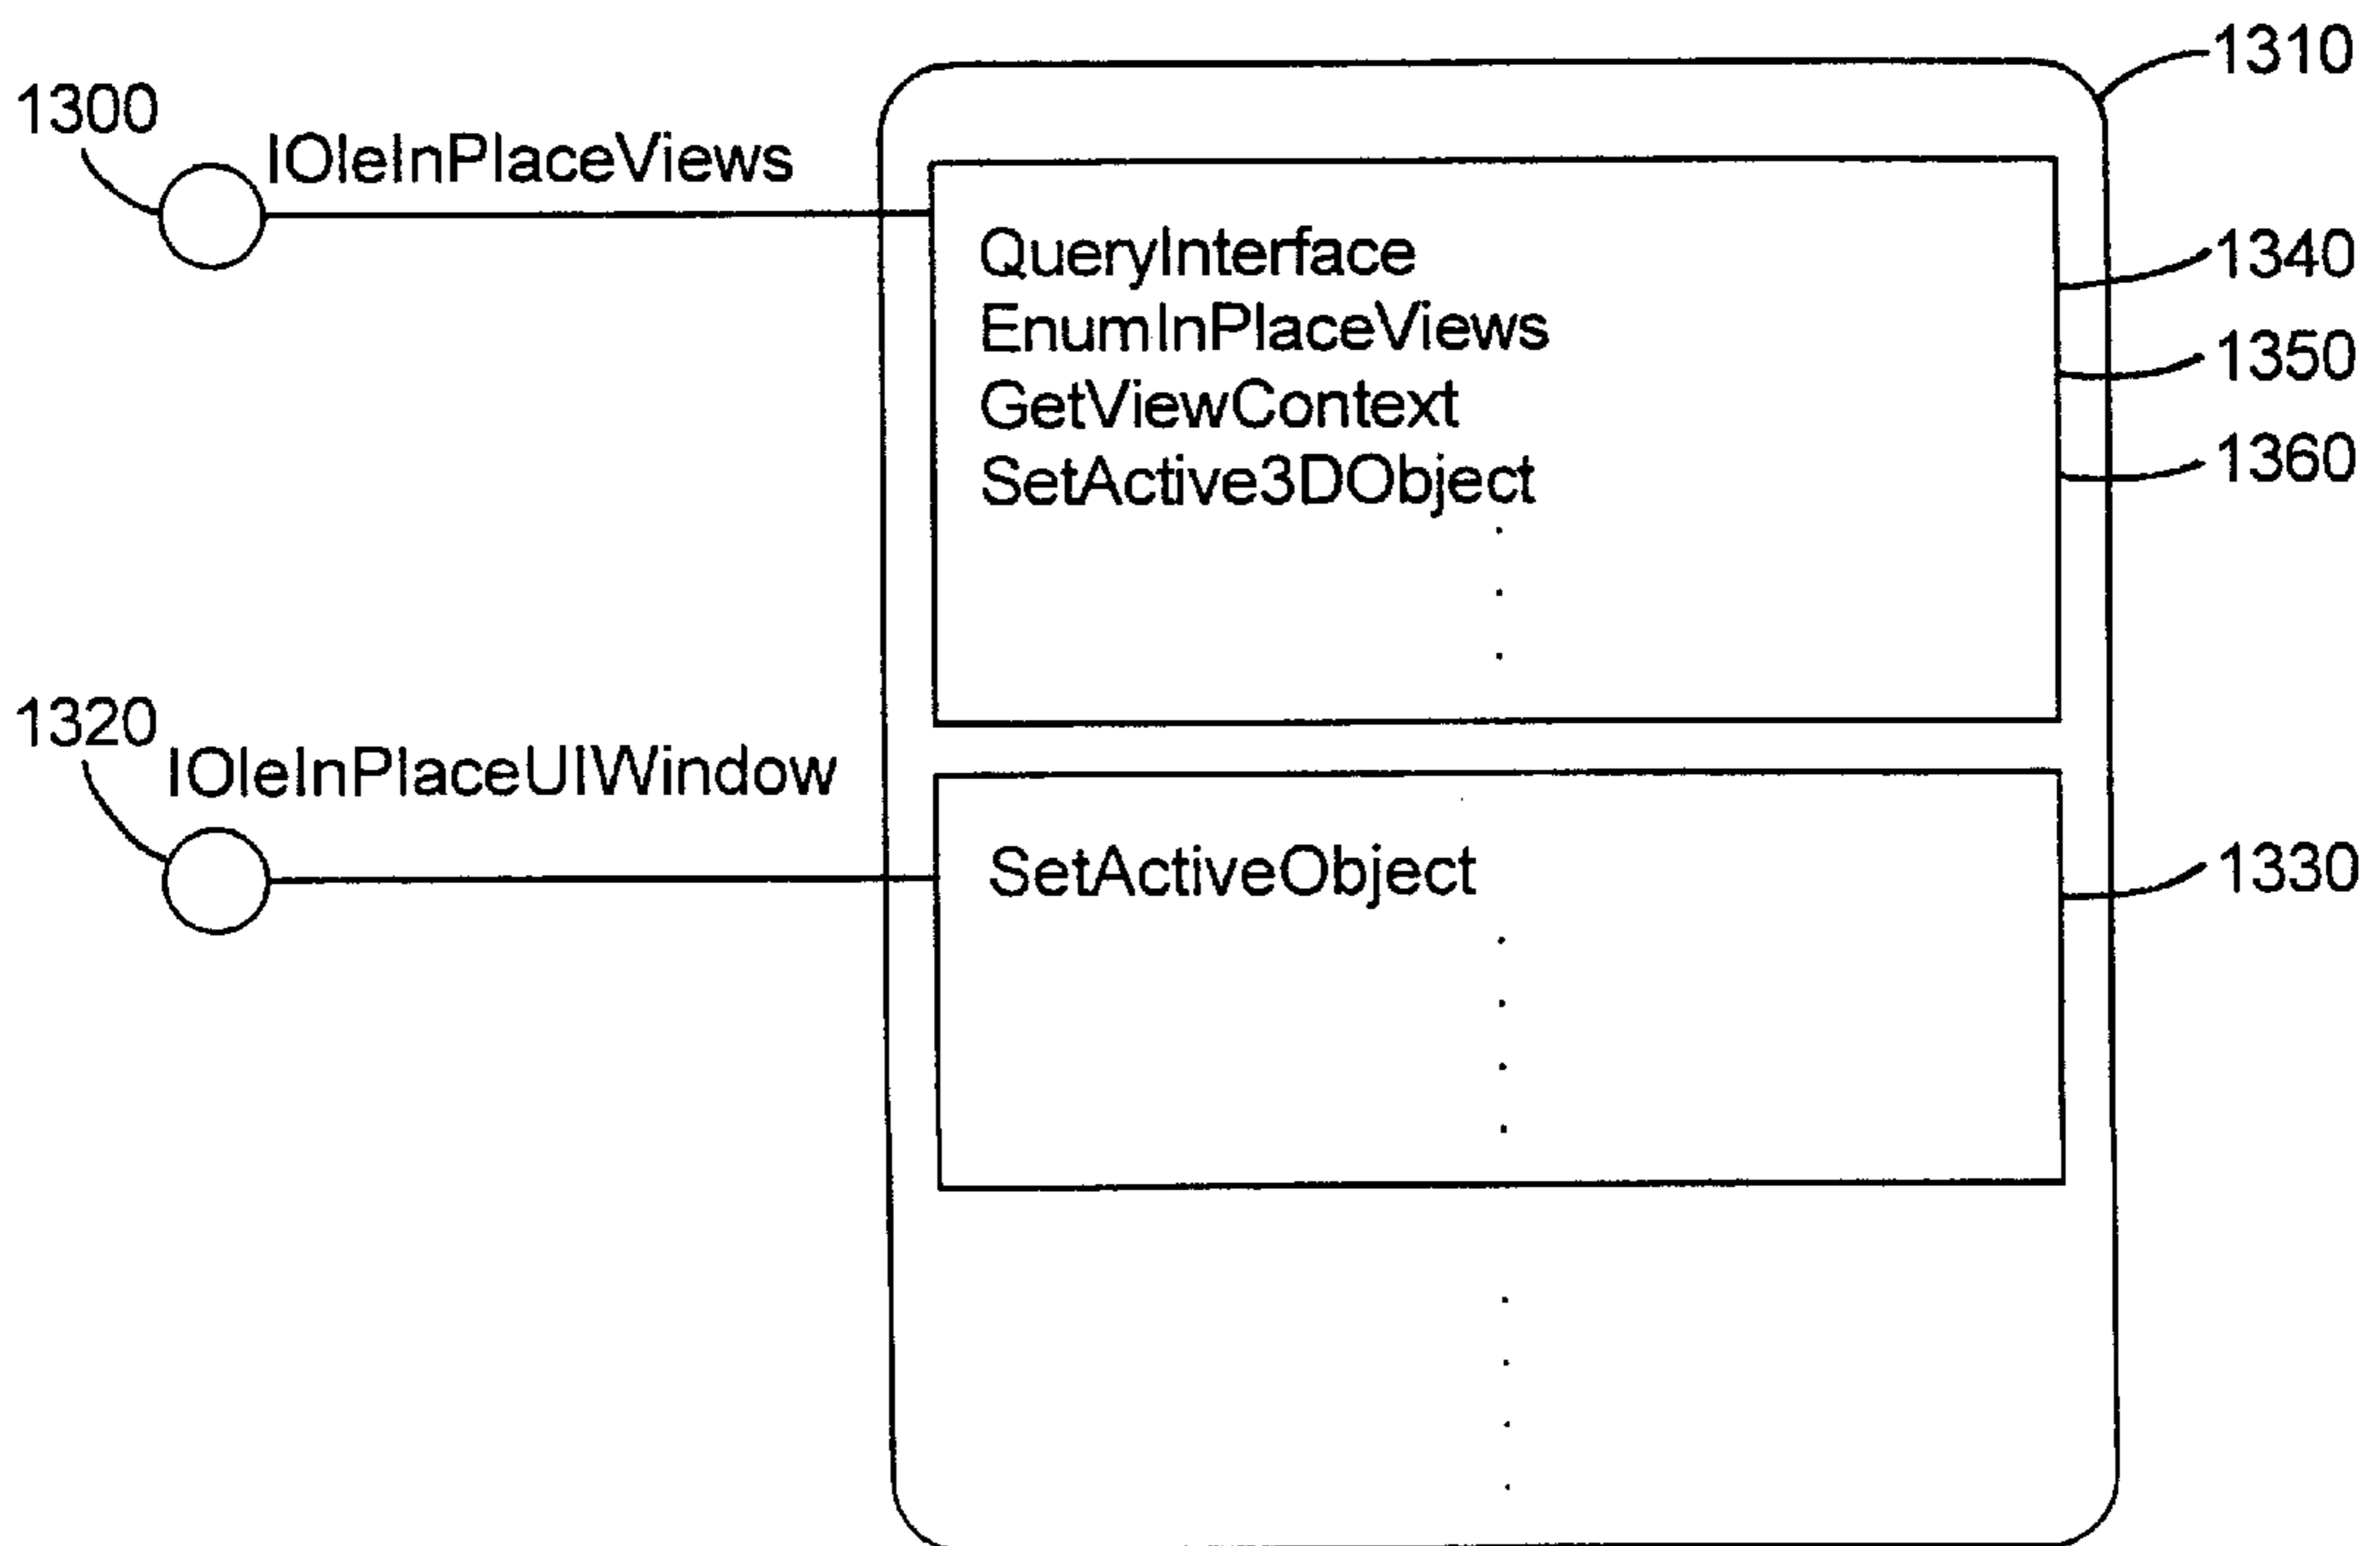 1310
1300
IOleInPlaceViews
QueryInterface
1340
EnumInPlaceViews
1350
GetViewContext
1360
SetActive3DObject
1320
IOleInPlaceUIWindow
SetActiveObject
1330